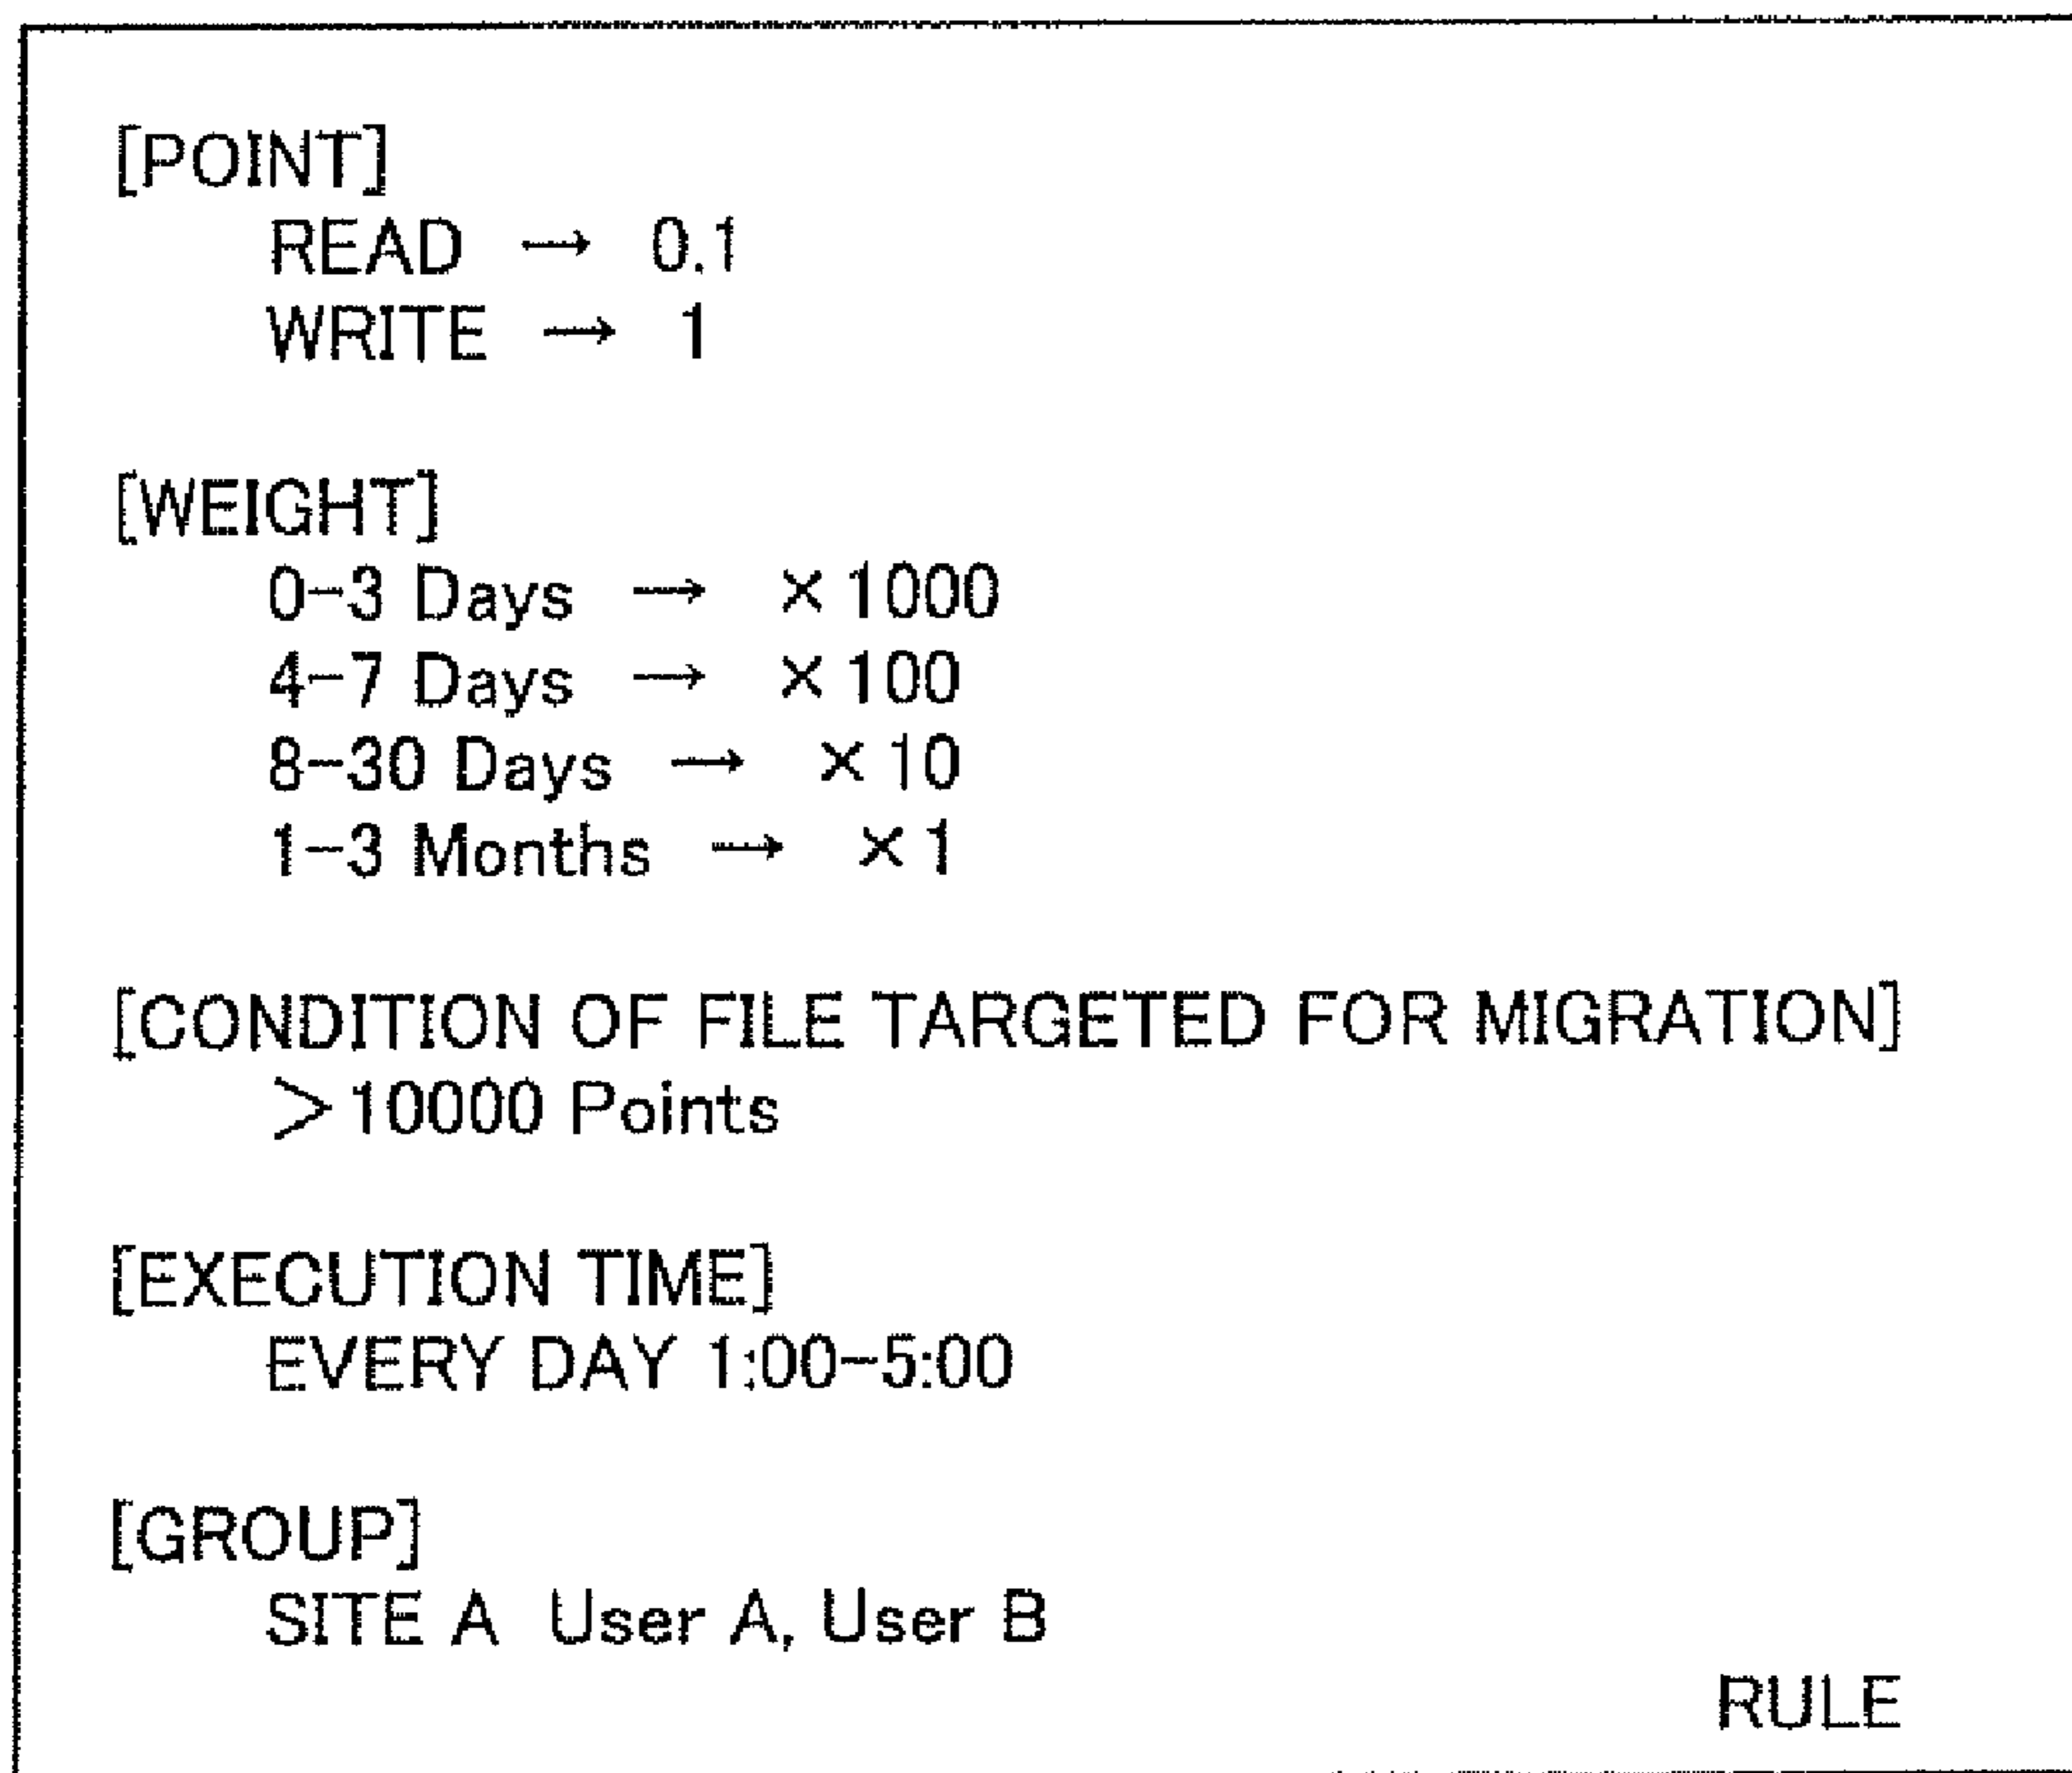 [POINT]
READ → 0.1
WRITE → 1
[WEIGHT]
0-3 Days → ×1000
4-7 Days → ×100
8-30 Days → ×10
1-3 Months → ×1
[CONDITION OF FILE TARGETED FOR MIGRATION]
>10000 Points
[EXECUTION TIME]
EVERY DAY 1:00-5:00
[GROUP]
SITE A User A, User B
RULE